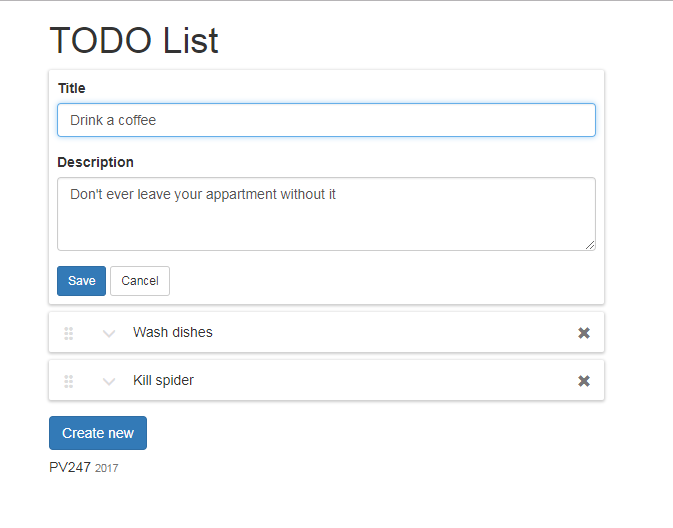 TODO List
Title
Drink a coffee
Description
Don't ever leave your appartment without it
Save Cancel
Wash dishes
Kill spider
Create new
PV247 2017